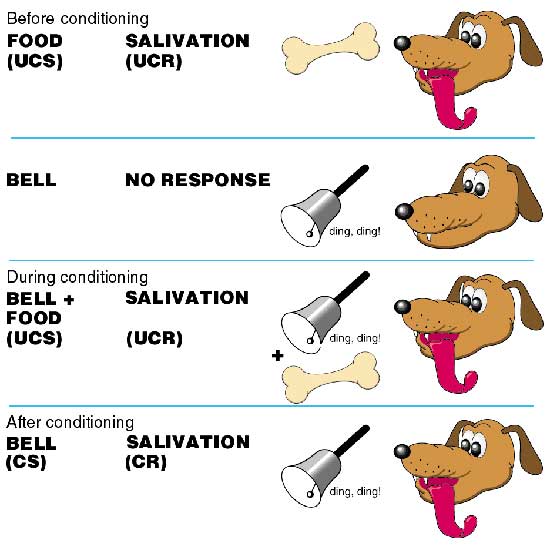 Before conditioning
FOOD SALIVATION
(UCS) (UCR)
BELL NO RESPONSE
ding, ding!
During conditioning
BELL + SALIVATION
FOOD
(UCS) (UCR)
ding, ding!
+
After conditioning
BELL SALIVATION
(CS) (CR)
ding, ding!